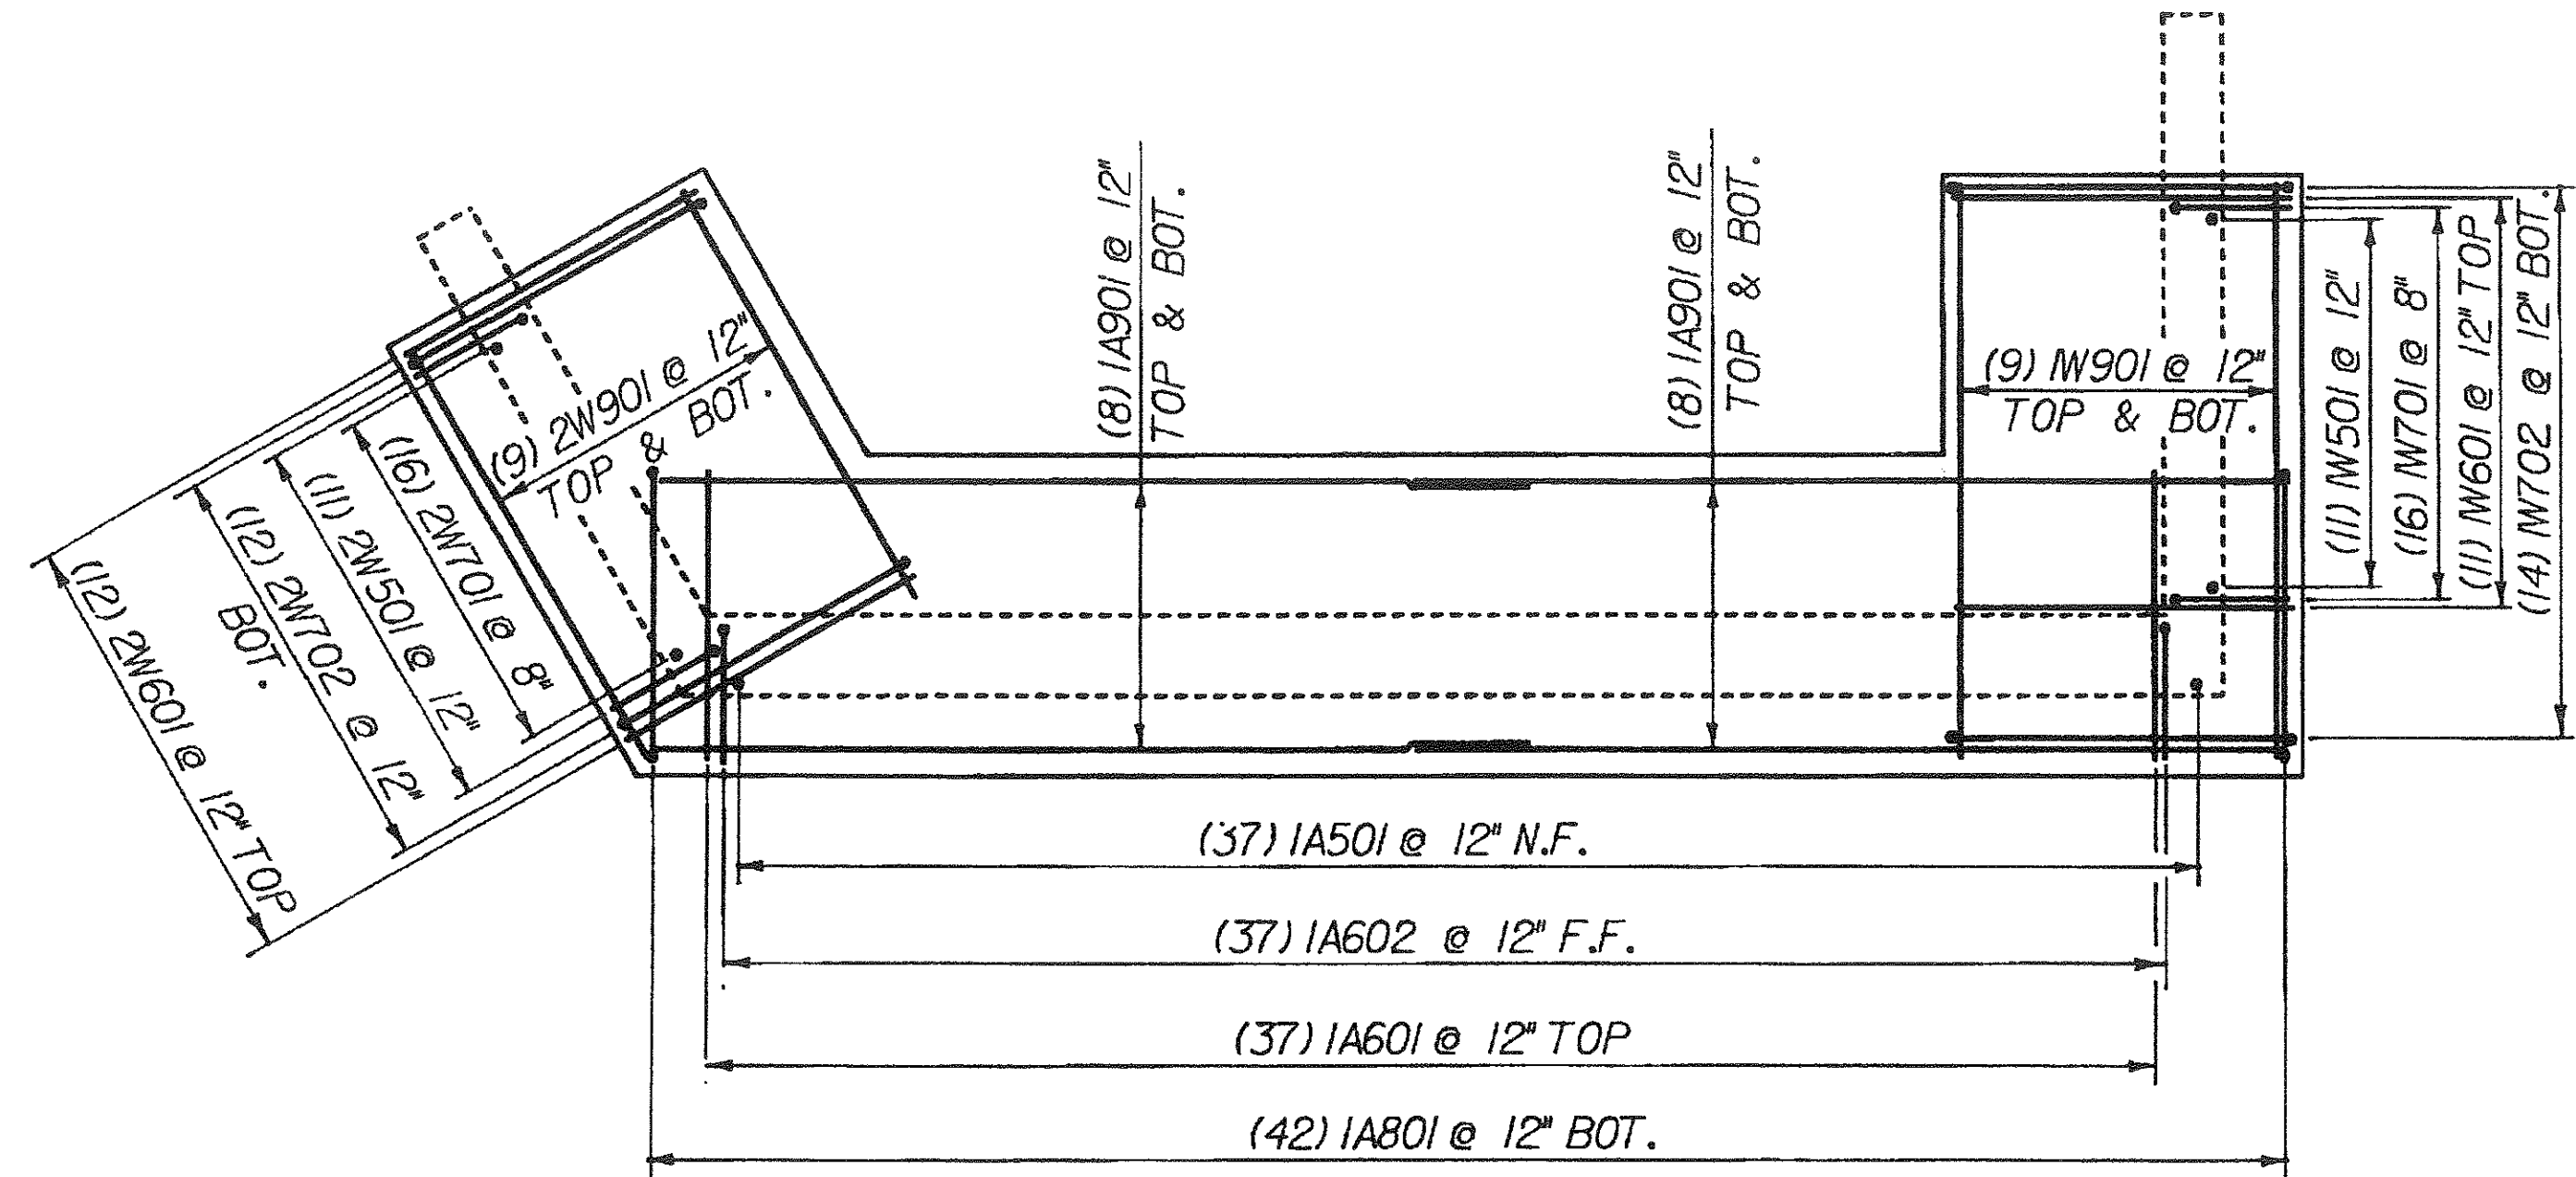 (8) 1A901 @ 12"
TOP & BOT.
(8) 1A901 @ 12"
TOP & BOT.
(9) 2W901 @ 12"
TOP & BOT.
(9) 1W901 @ 12"
TOP & BOT.
(11) 1W501 @ 12"
(16) 1W701 @ 8"
(11) 1W601 @ 12" TOP
(14) 1W702 @ 12" BOT.
(16) 2W701 @ 8"
(11) 2W501 @ 12"
(12) 2W702 @ 12"
BOT.
(12) 2W601 @ 12" TOP
(37) 1A501 @ 12" N.F.
(37) 1A602 @ 12" F.F.
(37) 1A601 @ 12" TOP
(42) 1A801 @ 12" BOT.